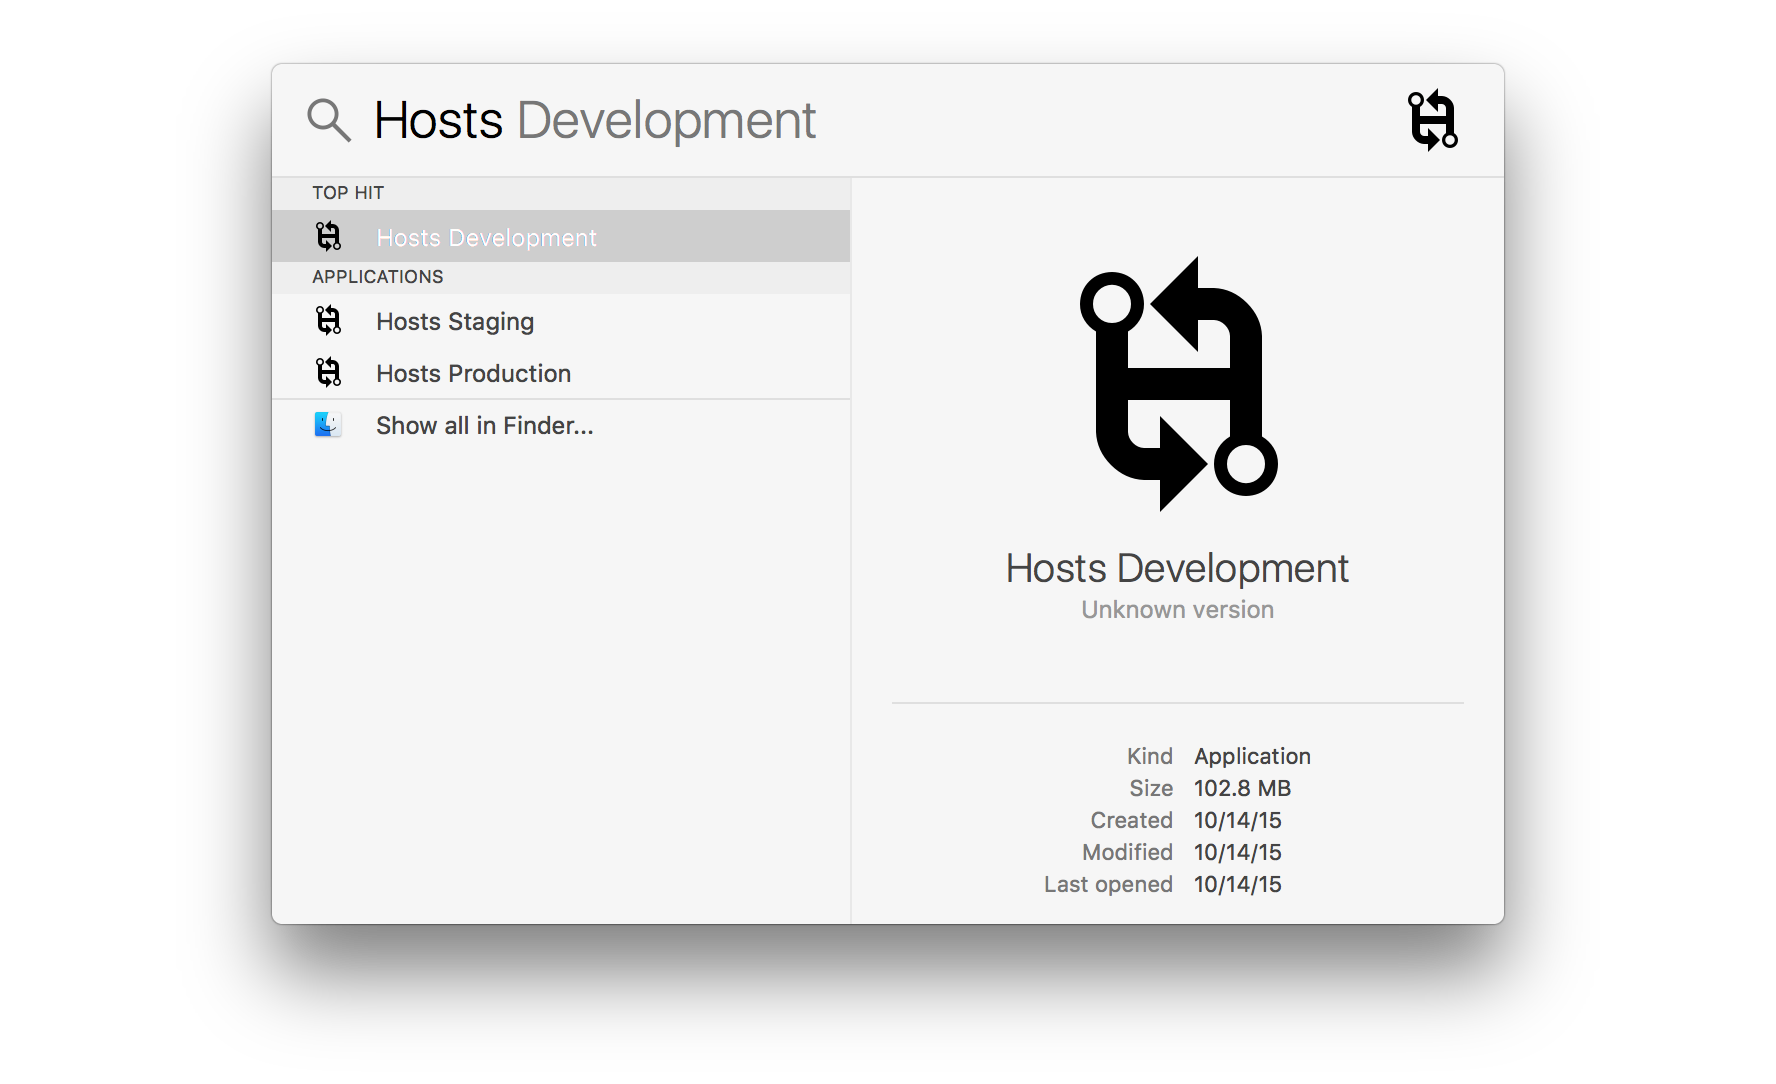 Hosts Development
TOP HIT
Hosts Development
APPLICATIONS
Hosts Staging
Hosts Production
Show all in Finder...
Hosts Development
Unknown version
Kind Application
Size 102.8 MB
Created 10/14/15
Modified 10/14/15
Last opened 10/14/15